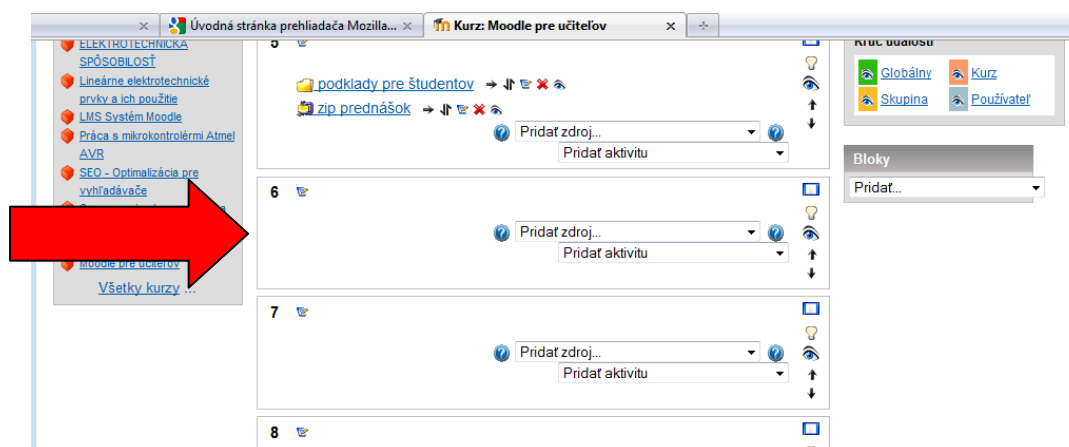 Úvodná stránka prehliadača Mozilla...
Kurz: Moodle pre učiteľov
ELEKTROTECHNICKÁ
SPÔSOBILOSŤ
Lineárne elektrotechnické
prvky a ich použitie
LMS Systém Moodle
Práca s mikrokontrolérmi Atmel
AVR
SEO - Optimalizácia pre
vyhľadávače
Moodle pre učiteľov
Všetky kurzy ...
5
podklady pre študentov
zip prednášok
Pridať zdroj...
Pridať aktivitu
6
Pridať zdroj...
Pridať aktivitu
7
Pridať zdroj...
Pridať aktivitu
8
Kľúč udalostí
Globálny
Kurz
Skupina
Používateľ
Bloky
Pridať...